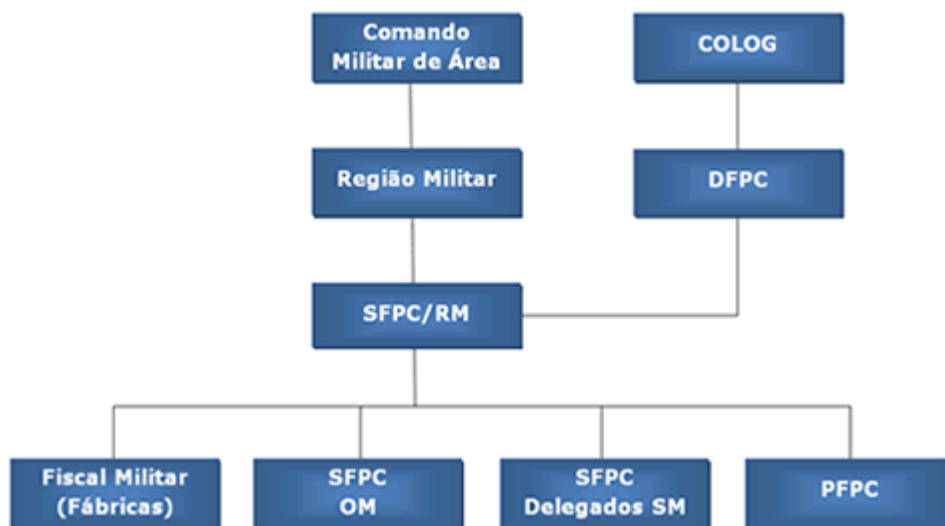 Comando
Militar de Área
COLOG
Região Militar
DFPC
SFPC/RM
Fiscal Militar
(Fábricas)
SFPC
OM
SFPC
Delegados SM
PFPC